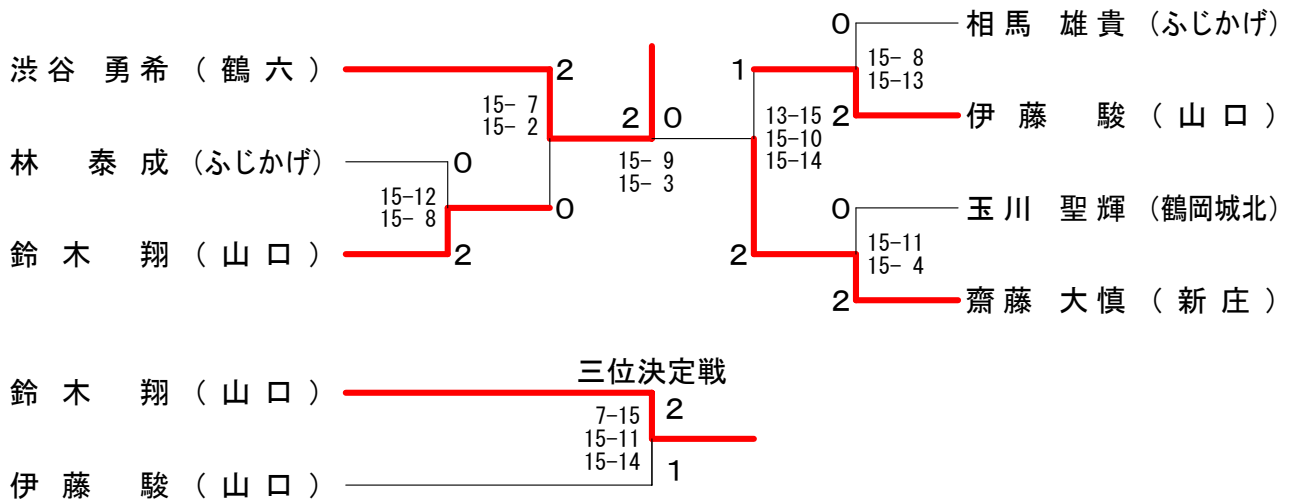 渋谷 勇希（鶴六）
2
15- 7
15- 2
林 泰成（ふじかげ）
0
15-12
15- 8
0
鈴木 翔（山口）
2
2 0
15- 9
15- 3
0 相馬 雄貴（ふじかげ）
15- 8
15-13
1
2 伊藤 駿（山口）
13-15
15-10
15-14
0 玉川 聖輝（鶴岡城北）
15-11
15- 4
2
2 齋藤 大慎（新庄）
三位決定戦
鈴木 翔（山口）
2
7-15
15-11
15-14
1
伊藤 駿（山口）